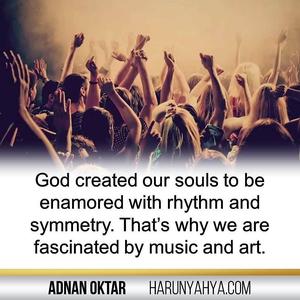 God created our souls to be
enamored with rhythm and
symmetry. That's why we are
fascinated by music and art.
ADNAN OKTAR HARUNYAHYA.COM